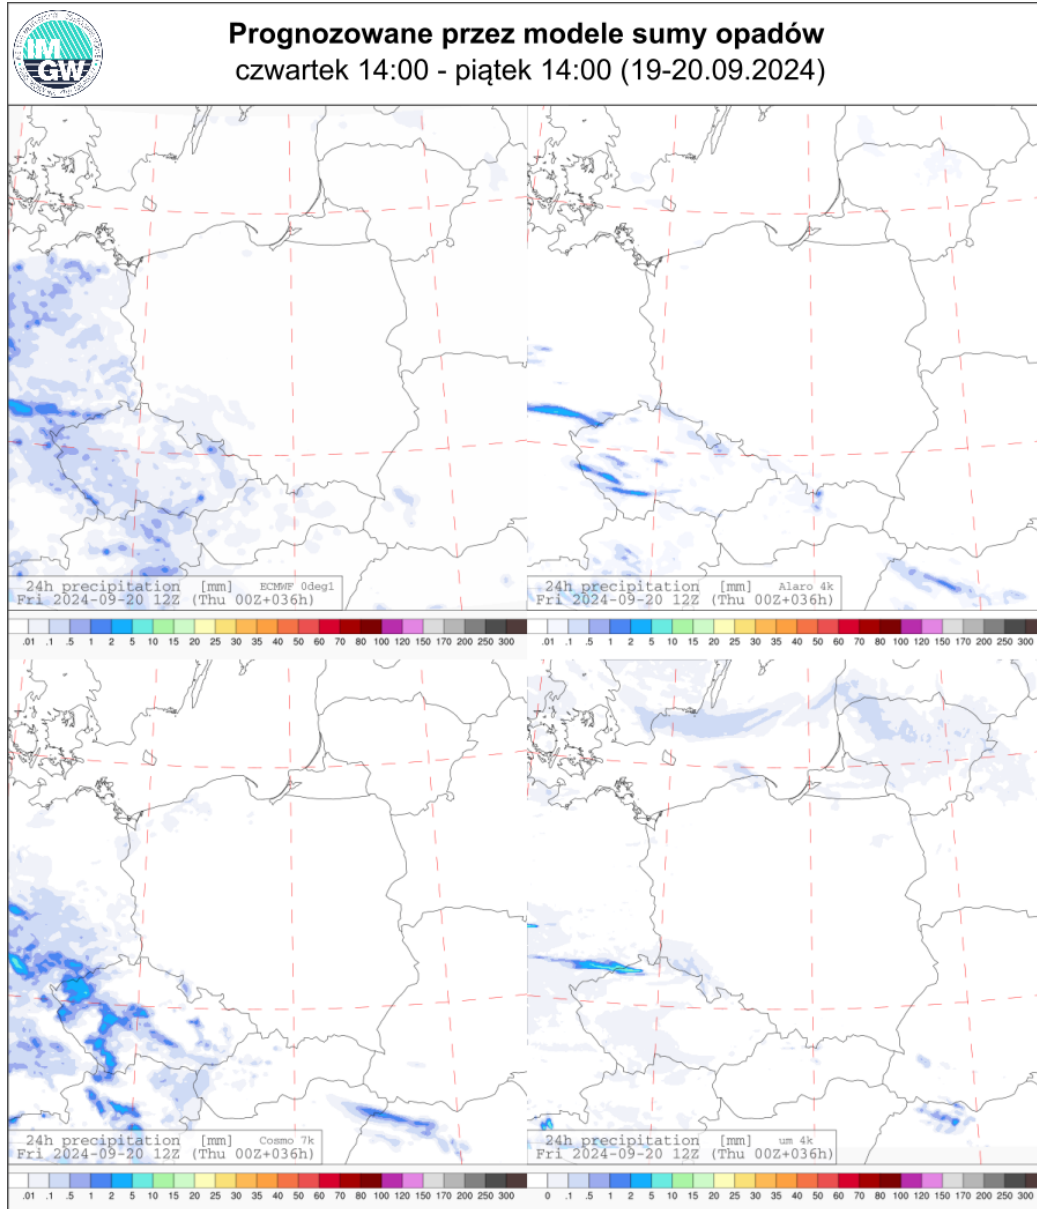 IM
GW
Prognozowane przez modele sumy opadów
czwartek 14:00 - piątek 14:00 (19-20.09.2024)
24h precipitation [mm] ECMWF 0deg1
Fri 2024-09-20 12Z (Thu 00Z+036h)
24h precipitation [mm] Alaro 4k
Fri 2024-09-20 12Z (Thu 00Z+036h)
.01 .1 .5 1 2 5 10 15 20 25 30 35 40 50 60 70 80 100 120 150 170 200 250 300
.01 .1 .5 1 2 5 10 15 20 25 30 35 40 50 60 70 80 100 120 150 170 200 250 300
24h precipitation [mm] Cosmo 7k
Fri 2024-09-20 12Z (Thu 00Z+036h)
24h precipitation [mm] um 4k
Fri 2024-09-20 12Z (Thu 00Z+036h)
.01 .1 .5 1 2 5 10 15 20 25 30 35 40 50 60 70 80 100 120 150 170 200 250 300
0 .1 .5 1 2 5 10 15 20 25 30 35 40 50 60 70 80 100 120 150 170 200 250 300